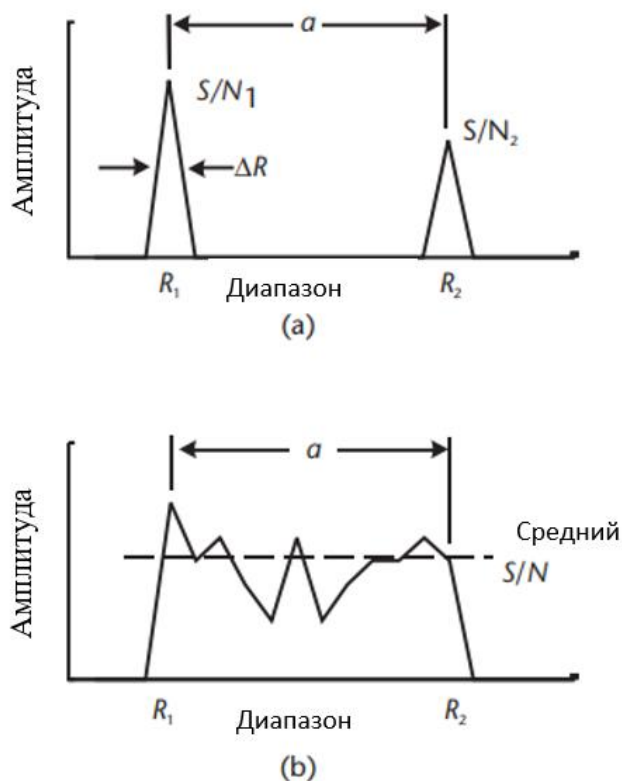 a
S/N1
S/N2
ΔR
Амплитуда
R1 Диапазон R2
(a)
a
Средний
S/N
Амплитуда
R1 Диапазон R2
(b)